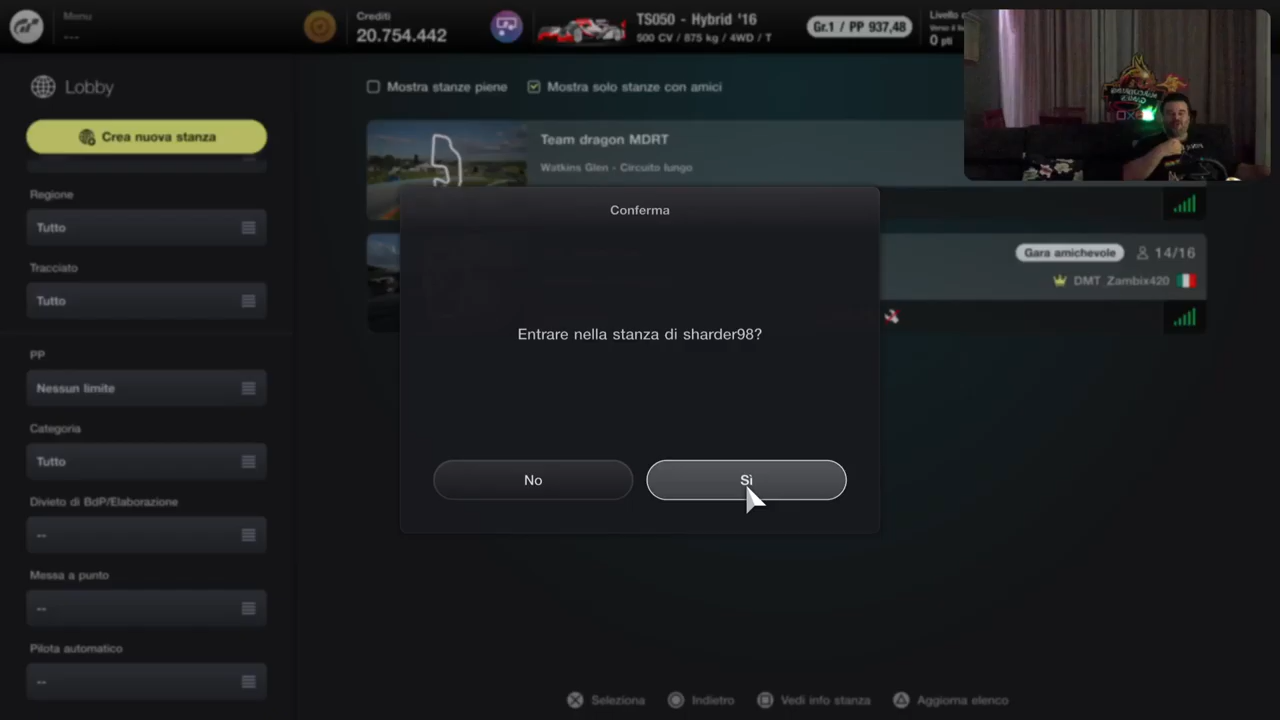 Menu
---
Crediti
20.754.442
TS050 - Hybrid '16
500 CV / 875 kg / 4WD / T
Gr.1 / PP 937,48
Livello
0 pti
Lobby
Crea nuova stanza
Regione
Tutto
Tracciato
Tutto
PP
Nessun limite
Categoria
Tutto
Divieto di BdP/Elaborazione
--
Messa a punto
--
Pilota automatico
--
Mostra stanze piene
Mostra solo stanze con amici
Team dragon MDRT
Watkins Glen - Circuito lungo
Gara amichevole
14/16
DMT_Zambix420
Conferma
Entrare nella stanza di sharder98?
No
Sì
Seleziona
Indietro
Vedi info stanza
Aggiorna elenco